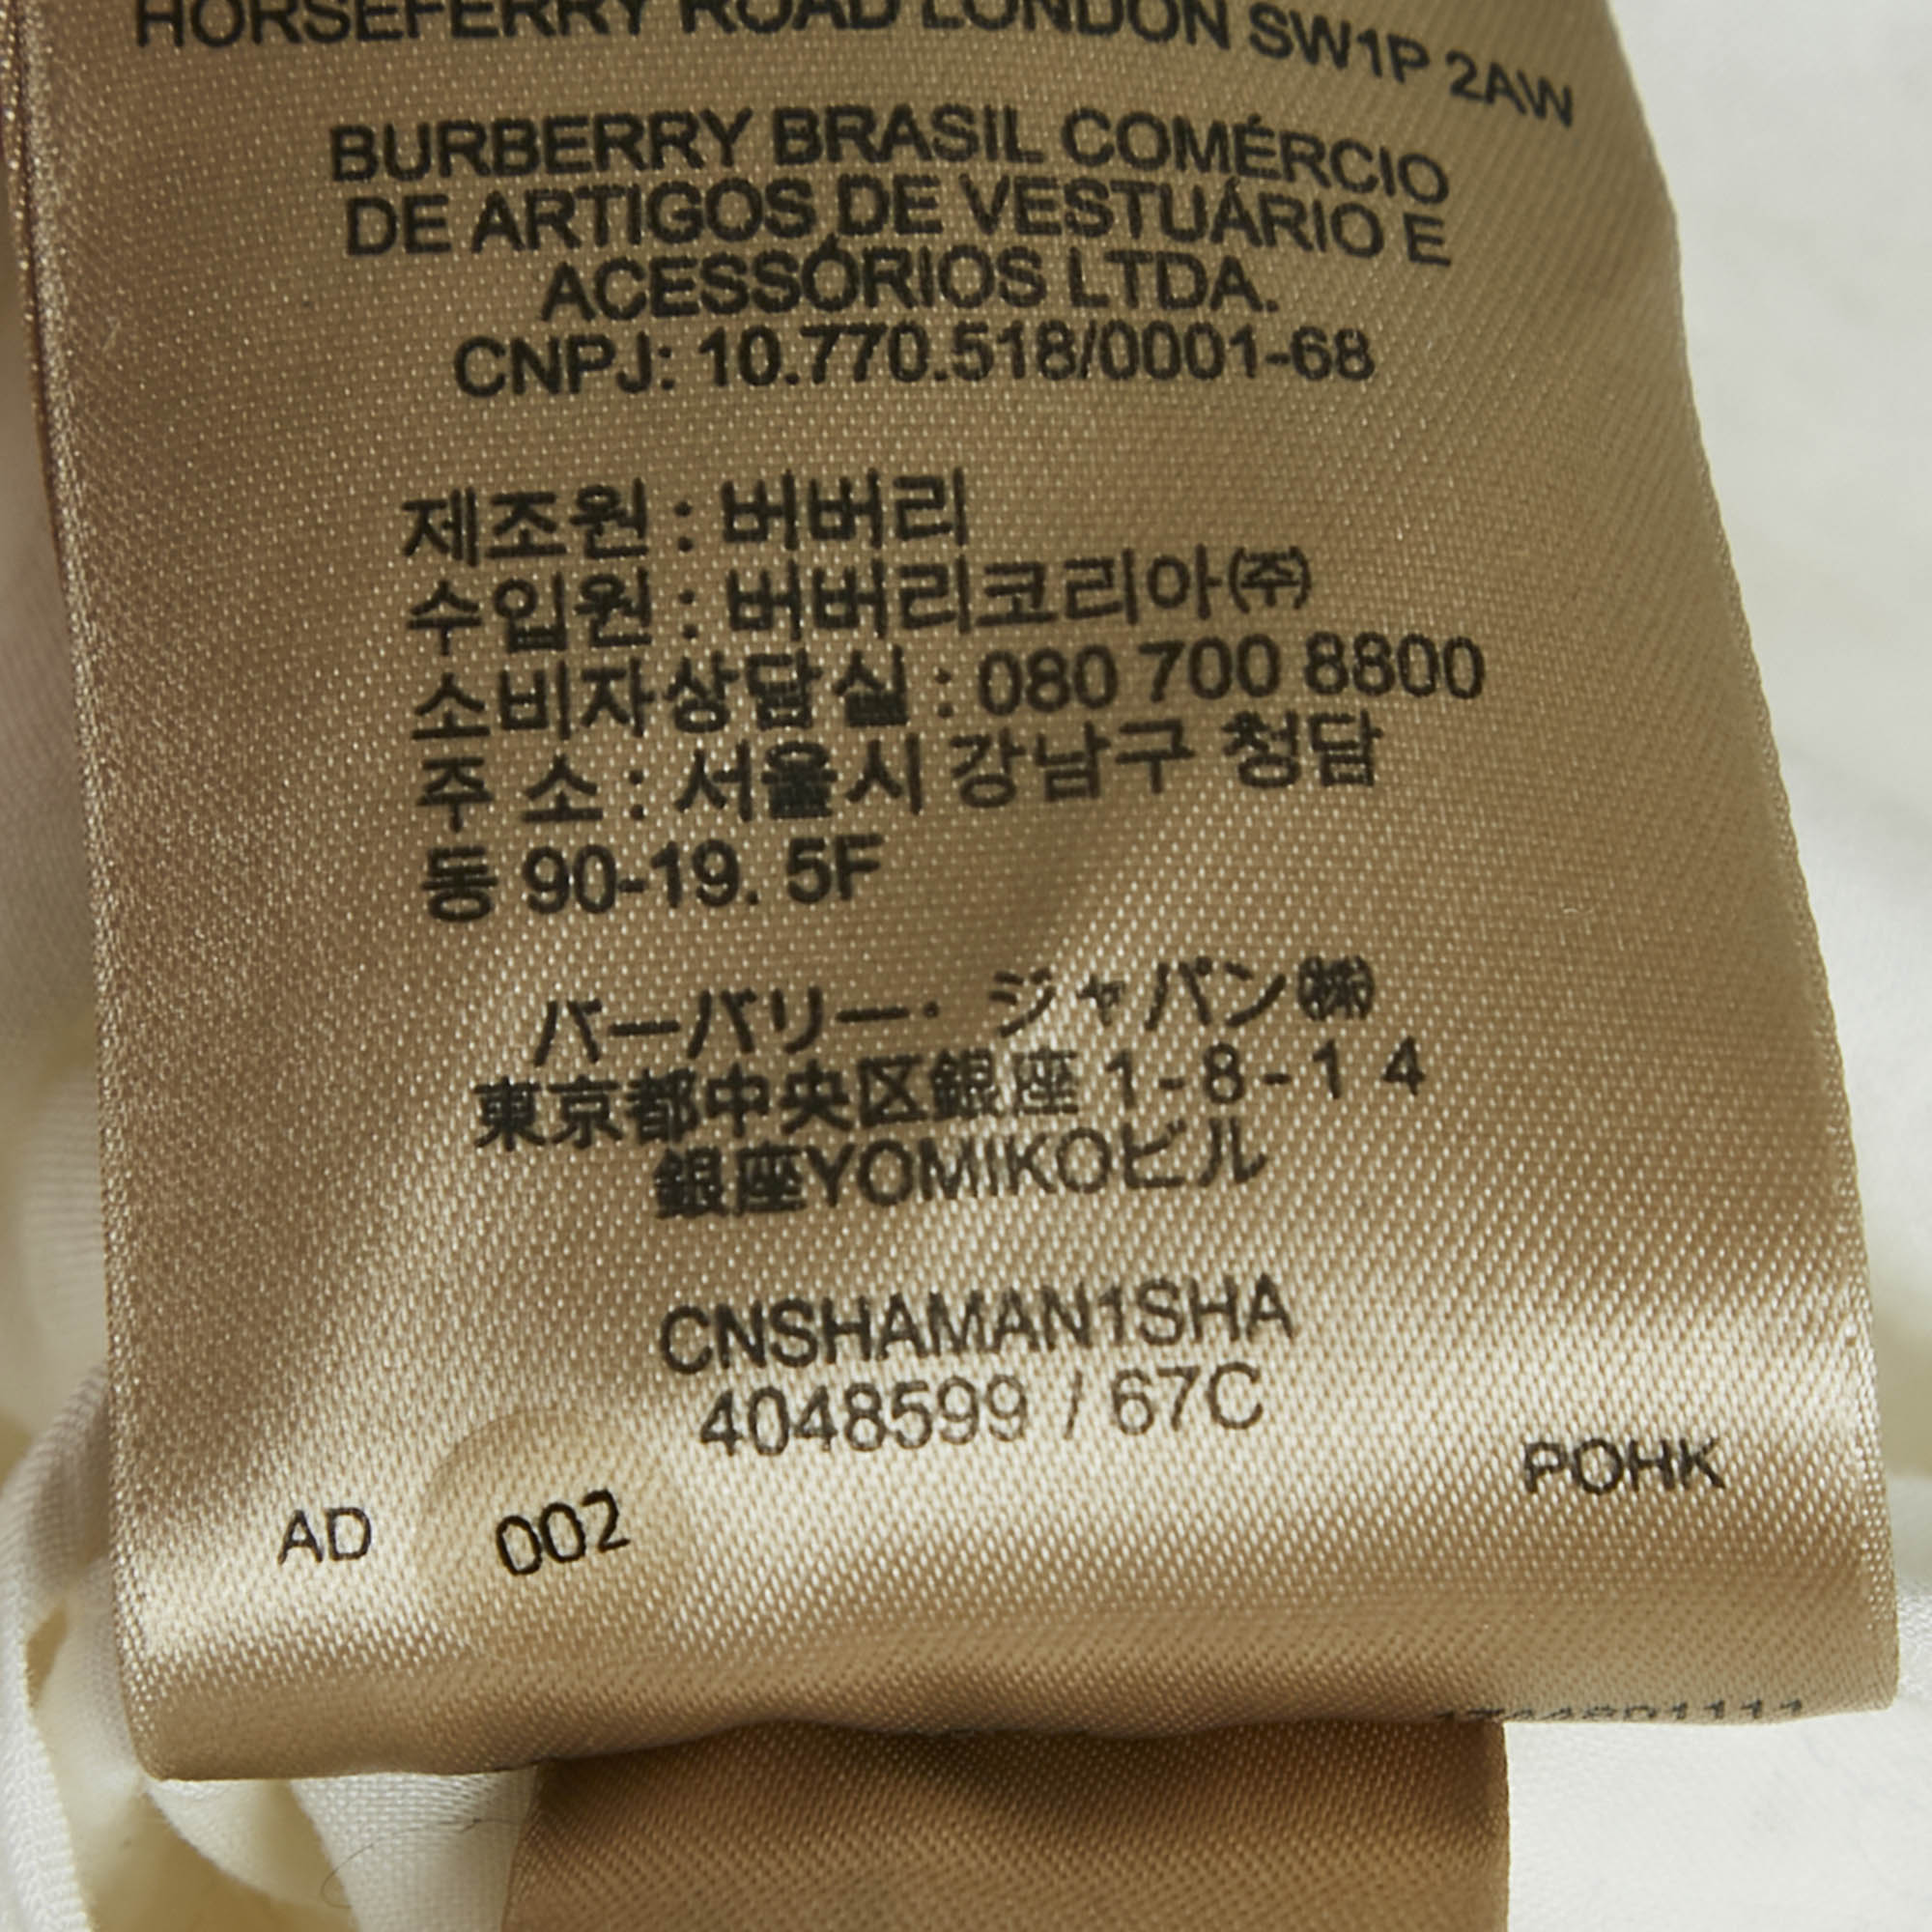 HORSEFERRY ROAD LONDON SW1P 2AW
BURBERRY BRASIL COMÉRCIO
DE ARTIGOS DE VESTUÁRIO E
ACESSÓRIOS LTDA.
CNPJ: 10.770.518/0001-68
제조원 : 버버리
수입원 : 버버리코리아㈜
소비자상담실 : 080 700 8800
주 소 : 서울시 강남구 청담
동 90-19. 5F
バーバリー・ ジャパン㈱
東京都中央区銀座1-8-14
銀座YOMIKOビル
CNSHAMAN1SHA
4048599 / 67C
POHK
AD 002